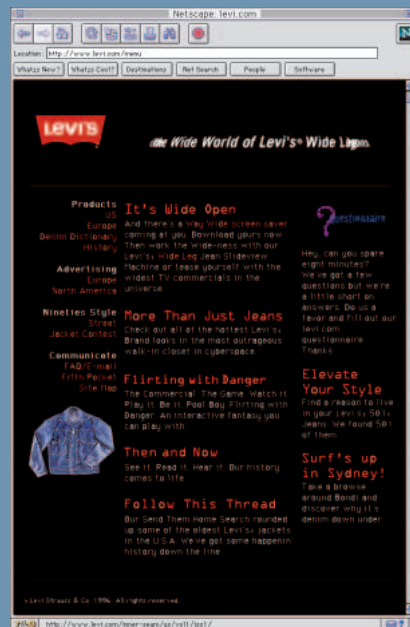 Netscape: levi.com
Location: http://www.levi.com/menu
What's New?
What's Cool?
Destinations
Net Search
People
Software
LEVI'S
the Wide World of Levi's® Wide Leg
Products
US
Europe
Denim Dictionary
History
Advertising
Europe
North America
Nineties Style
Street
Jacket Contest
Communicate
FAQ/E-mail
Fifth Pocket
Site Map
It's Wide Open
And there's a Way Wide screen saver
coming at you. Download yours now.
Then work the Wide-ness with our
Levi's® Wide Leg Jean Slideview
Machine or tease yourself with the
widest TV commercials in the
universe.
More Than Just Jeans
Check out all of the hottest Levi's®
Brand looks in the most outrageous
walk-in closet in cyberspace.
Flirting with Danger
The Commercial. The Game. Watch it.
Play it. Be it. Pool Boy Flirting with
Danger. An interactive fantasy you
can play with.
Then and Now
See it. Read it. Hear it. Our history
comes to life.
Follow This Thread
Our Send Them Home Search rounded
up some of the oldest Levi's® jackets
in the U.S.A. We've got some happenin'
history down the line.
Questionnaire
Hey, can you spare
eight minutes?
We've got a few
questions but we're
a little short on
answers. Do us a
favor and fill out our
levi.com
questionnaire.
Thanks.
Elevate
Your Style
Find a reason to live
in your Levi's® 501®
Jeans. We found 501
of them.
Surf's up
in Sydney!
Take a browse
around Bondi and
discover why it's
denim down under.
© Levi Strauss & Co. 1996. All rights reserved.